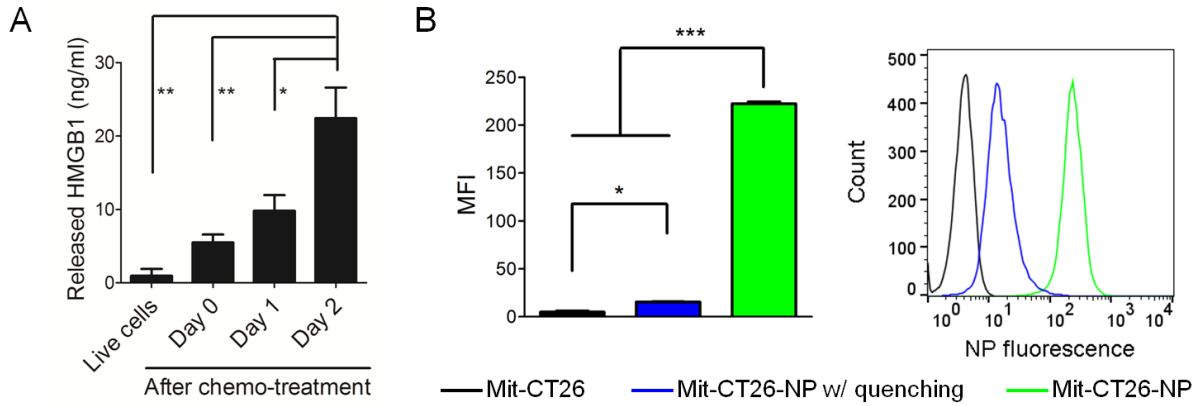 A
Released HMGB1 (ng/ml)
30
20
10
0
**
**
*
Live cells
Day 0
Day 1
Day 2
After chemo-treatment
B
MFI
250
200
150
100
50
0
*
***
Count
500
400
300
200
100
0
10^0 10^1 10^2 10^3 10^4
NP fluorescence
Mit-CT26 Mit-CT26-NP w/ quenching Mit-CT26-NP